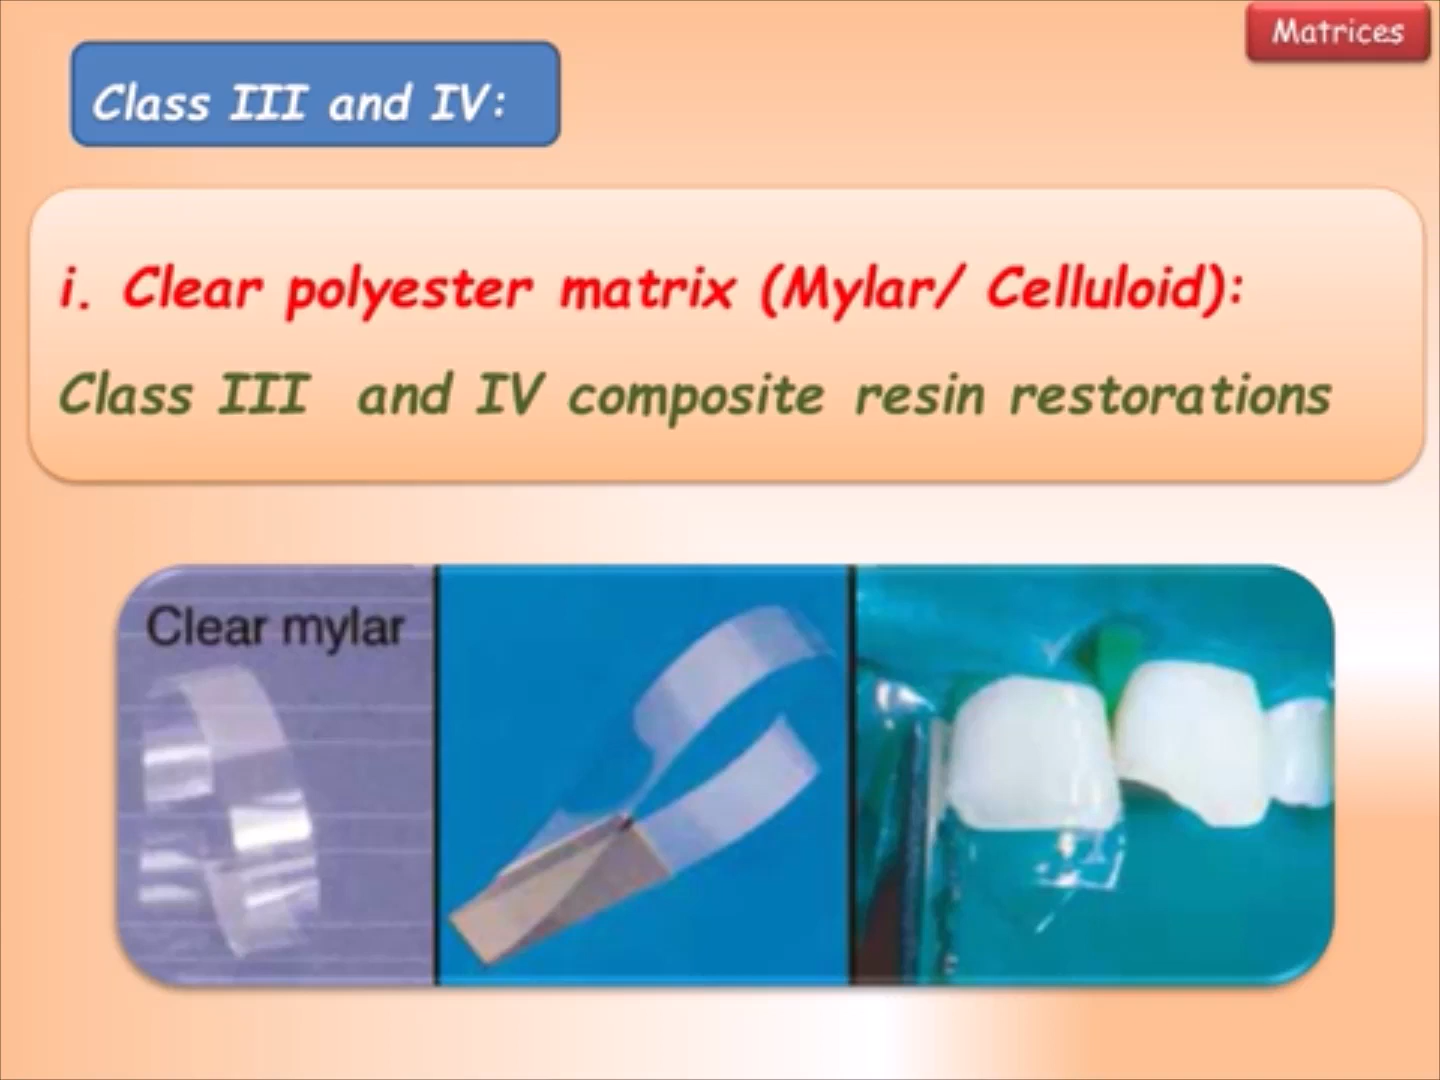 Matrices
Class III and IV:
i. Clear polyester matrix (Mylar/ Celluloid):
Class III and IV composite resin restorations
Clear mylar